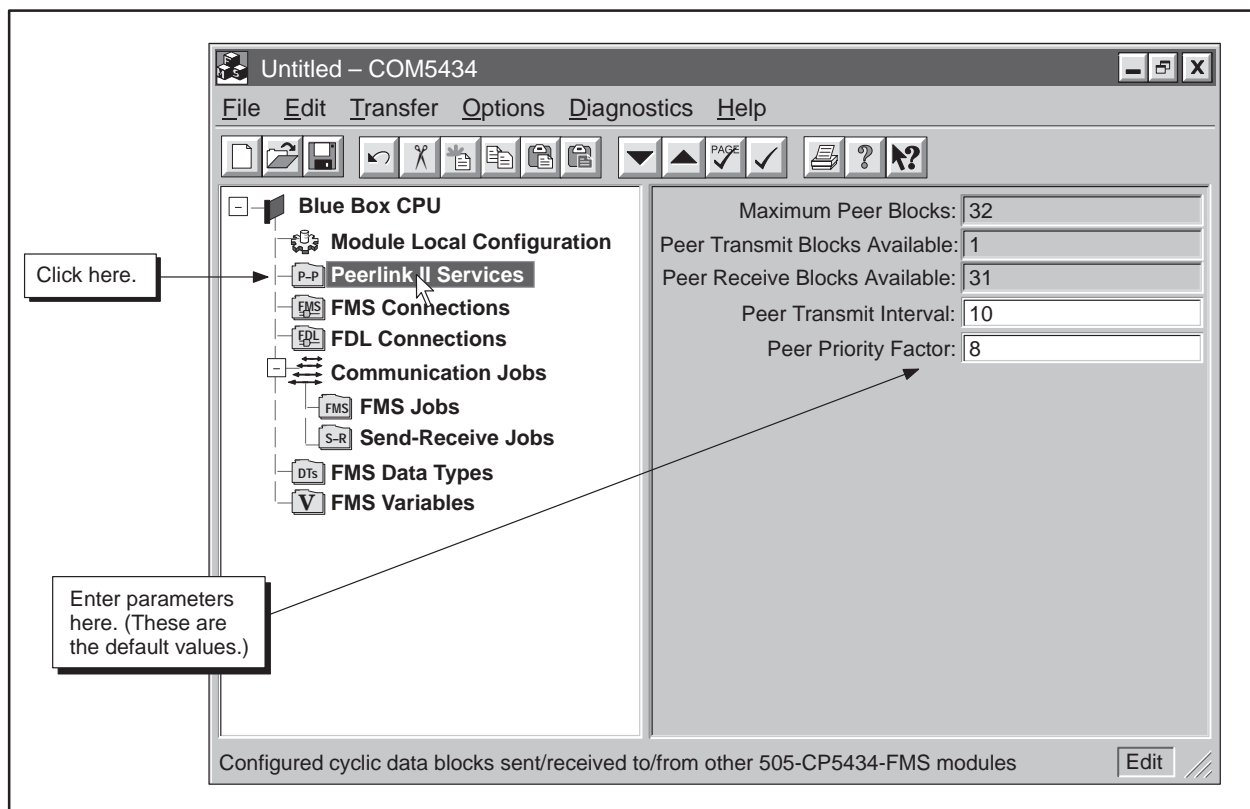 Untitled – COM5434
File Edit Transfer Options Diagnostics Help
PAGE
Blue Box CPU
Module Local Configuration
P–P Peerlink II Services
FMS FMS Connections
FDL FDL Connections
Communication Jobs
FMS FMS Jobs
S–R Send-Receive Jobs
DTs FMS Data Types
V FMS Variables
Maximum Peer Blocks: 32
Peer Transmit Blocks Available: 1
Peer Receive Blocks Available: 31
Peer Transmit Interval: 10
Peer Priority Factor: 8
Click here.
Enter parameters
here. (These are
the default values.)
Configured cyclic data blocks sent/received to/from other 505-CP5434-FMS modules Edit